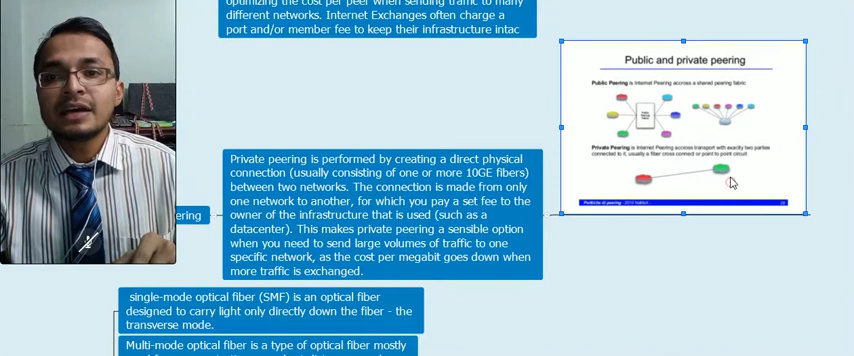 optimizing the cost per peer when sending traffic to many
different networks. Internet Exchanges often charge a
port and/or member fee to keep their infrastructure intac
Public and private peering
Public Peering is Internet Peering accross a shared peering fabric
Private Peering is Internet Peering accross transport with exactly two parties
connected to it, usually a fiber cross connect or point to point circuit
ering
Private peering is performed by creating a direct physical
connection (usually consisting of one or more 10GE fibers)
between two networks. The connection is made from only
one network to another, for which you pay a set fee to the
owner of the infrastructure that is used (such as a
datacenter). This makes private peering a sensible option
when you need to send large volumes of traffic to one
specific network, as the cost per megabit goes down when
more traffic is exchanged.
single-mode optical fiber (SMF) is an optical fiber
designed to carry light only directly down the fiber - the
transverse mode.
Multi-mode optical fiber is a type of optical fiber mostly